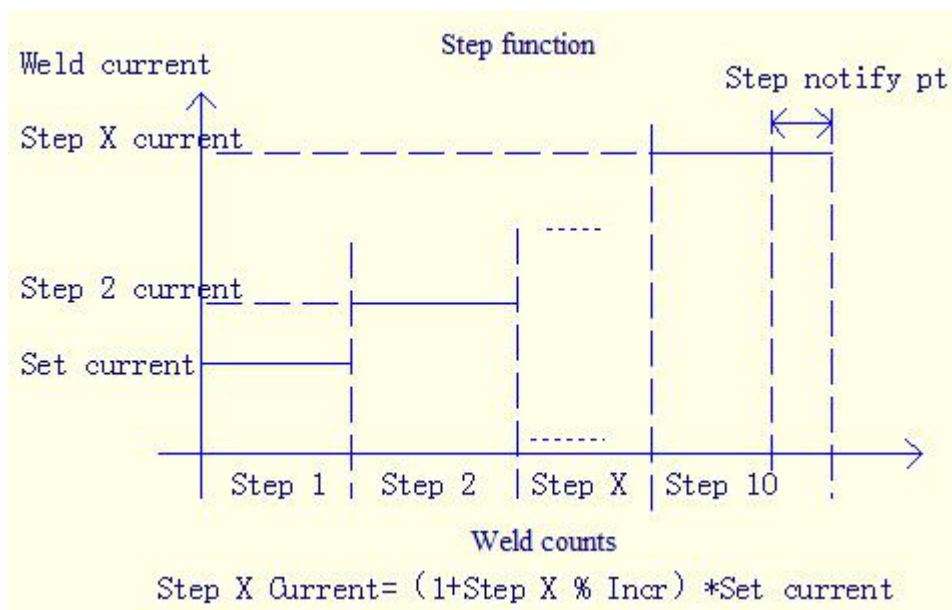 Step function
Weld current
Step notify pt
Step X current
Step 2 current
Set current
Step 1
Step 2
Step X
Step 10
Weld counts
Step X Current= (1+Step X % Incr) *Set current